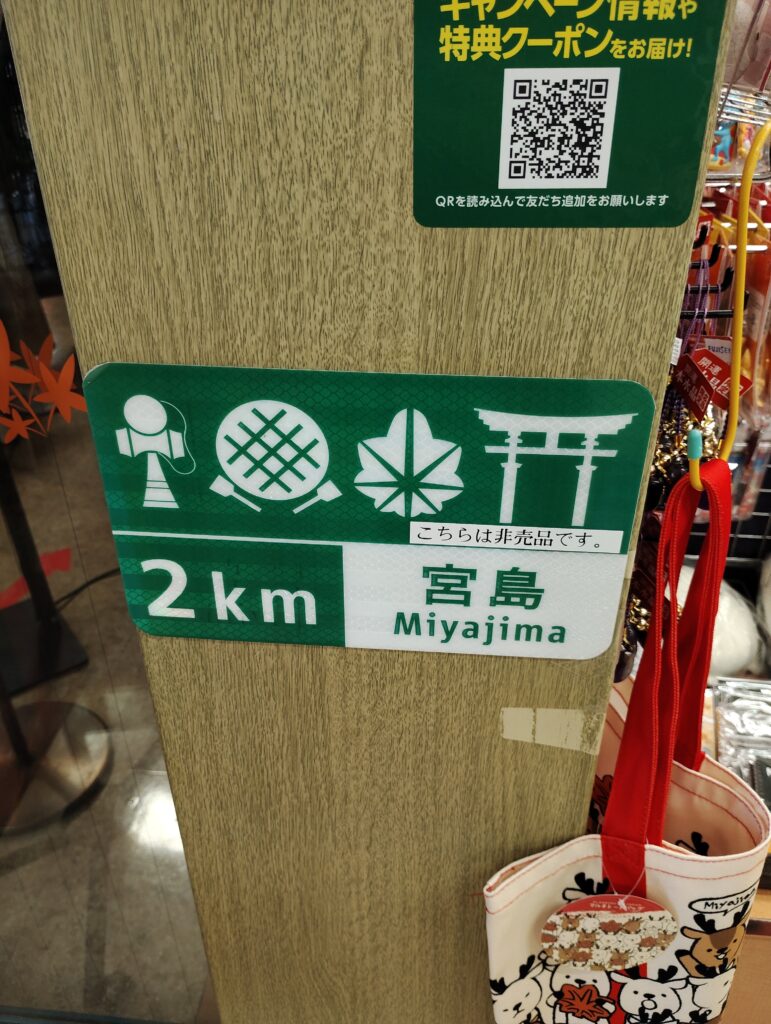 キャンペーン情報や
特典クーポンをお届け!
QRを読み込んで友だち追加をお願いします
こちらは非売品です。
2km
宮島
Miyajima
開運
Miyajima